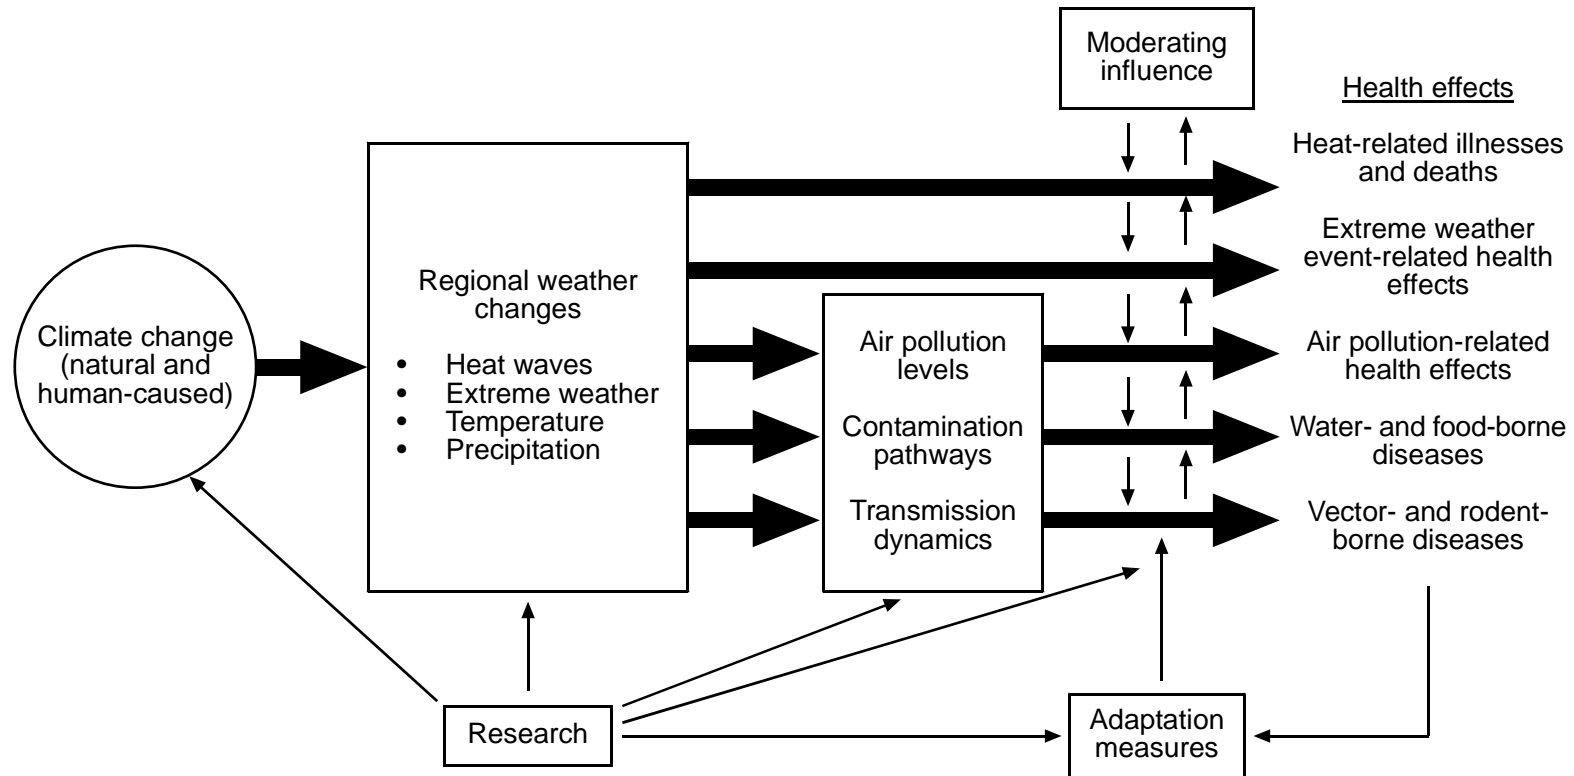 Moderating
influence
Health effects
Heat-related illnesses
and deaths
Extreme weather
event-related health
effects
Air pollution-related
health effects
Water- and food-borne
diseases
Vector- and rodent-
borne diseases
Climate change
(natural and
human-caused)
Regional weather
changes
• Heat waves
• Extreme weather
• Temperature
• Precipitation
Air pollution
levels
Contamination
pathways
Transmission
dynamics
Research
Adaptation
measures